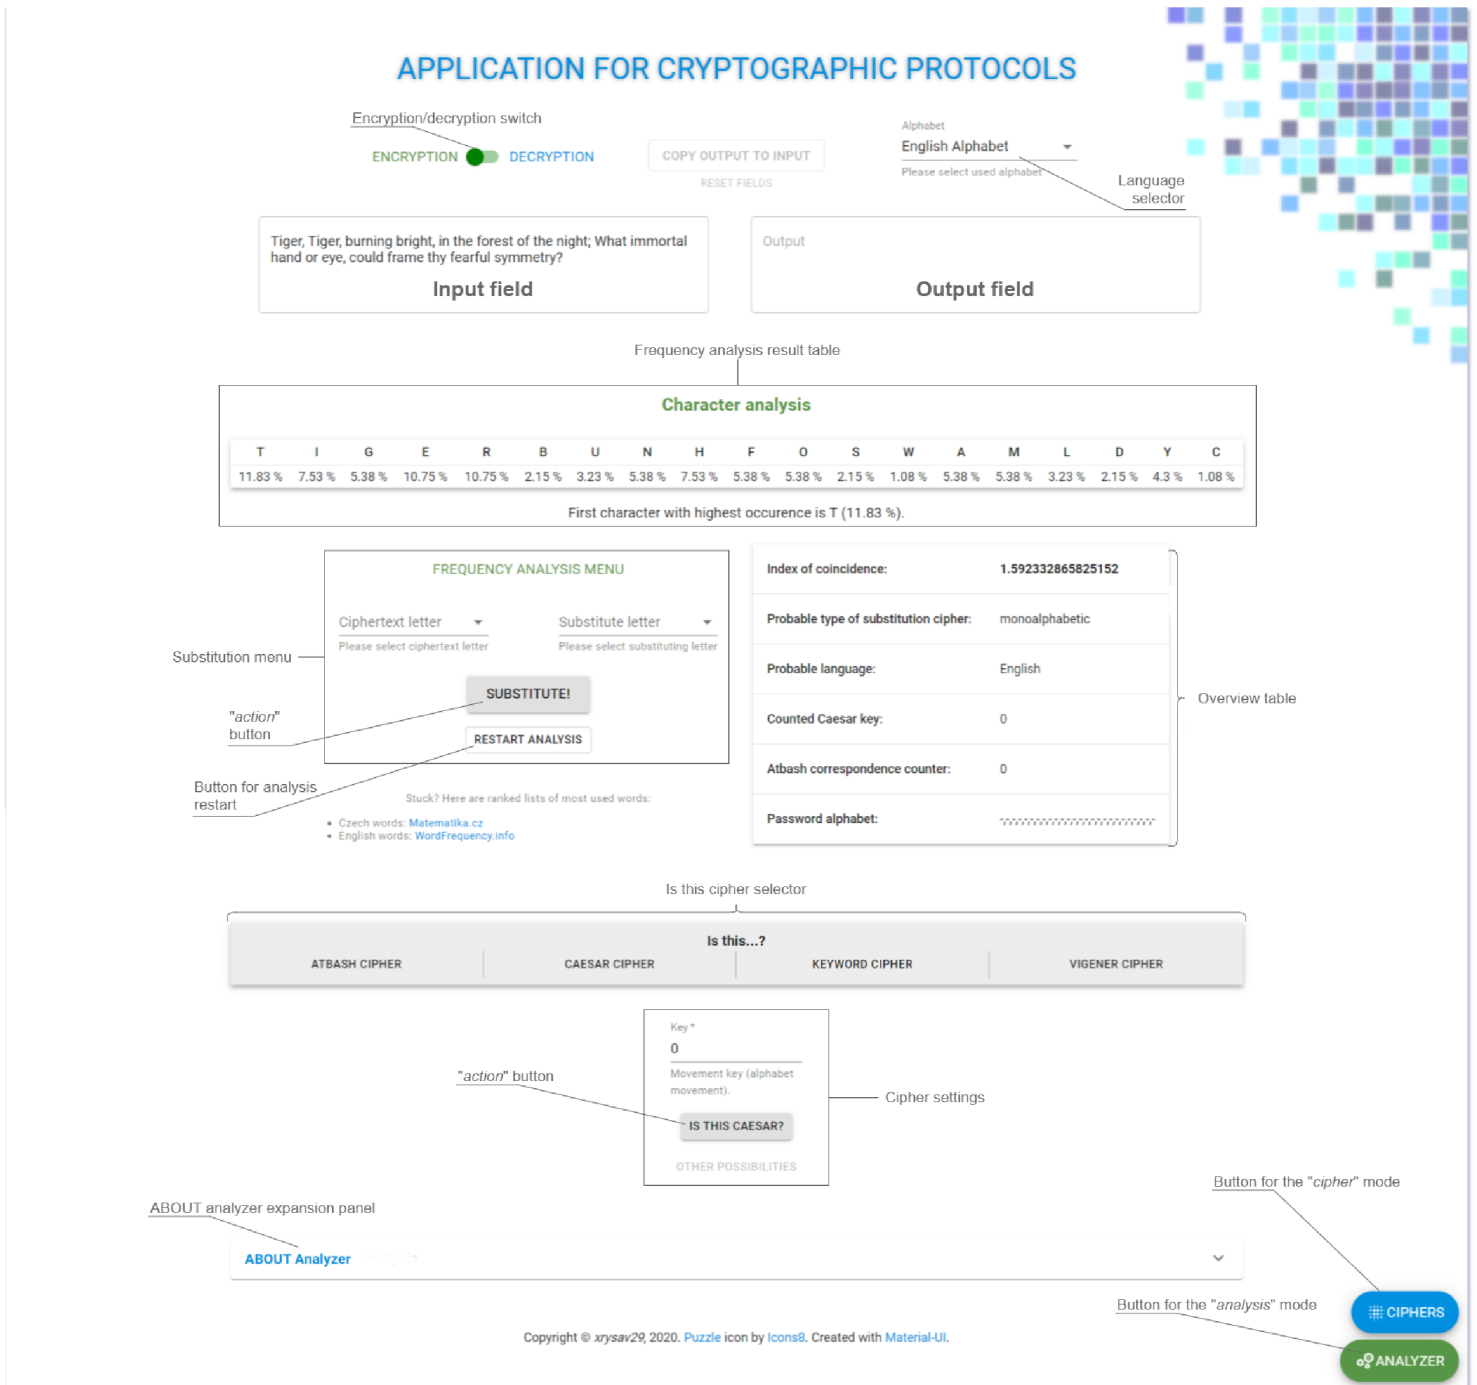 APPLICATION FOR CRYPTOGRAPHIC PROTOCOLS
Encryption/decryption switch
ENCRYPTION
DECRYPTION
COPY OUTPUT TO INPUT
RESET FIELDS
Alphabet
English Alphabet
Please select used alphabet
Language
selector
Tiger, Tiger, burning bright, in the forest of the night; What immortal
hand or eye, could frame thy fearful symmetry?
Input field
Output
Output field
Frequency analysis result table
Character analysis
T I G E R B U N H F O S W A M L D Y C
11.83 % 7.53 % 5.38 % 10.75 % 10.75 % 2.15 % 3.23 % 5.38 % 7.53 % 5.38 % 5.38 % 2.15 % 1.08 % 5.38 % 5.38 % 3.23 % 2.15 % 4.3 % 1.08 %
First character with highest occurence is T (11.83 %).
FREQUENCY ANALYSIS MENU
Ciphertext letter
Please select ciphertext letter
Substitute letter
Please select substituting letter
Substitution menu
SUBSTITUTE!
"action"
button
RESTART ANALYSIS
Button for analysis
restart
Stuck? Here are ranked lists of most used words:
• Czech words: Matematika.cz
• English words: WordFrequency.info
Index of coincidence: 1.592332865825152
Probable type of substitution cipher: monoalphabetic
Probable language: English
Counted Caesar key: 0
Atbash correspondence counter: 0
Password alphabet:
Overview table
Is this cipher selector
Is this...?
ATBASH CIPHER
CAESAR CIPHER
KEYWORD CIPHER
VIGENER CIPHER
Key *
0
Movement key (alphabet
movement).
"action" button
IS THIS CAESAR?
OTHER POSSIBILITIES
Cipher settings
Button for the "cipher" mode
ABOUT analyzer expansion panel
ABOUT Analyzer
Button for the "analysis" mode
CIPHERS
ANALYZER
Copyright © xrysav29, 2020. Puzzle icon by Icons8. Created with Material-UI.